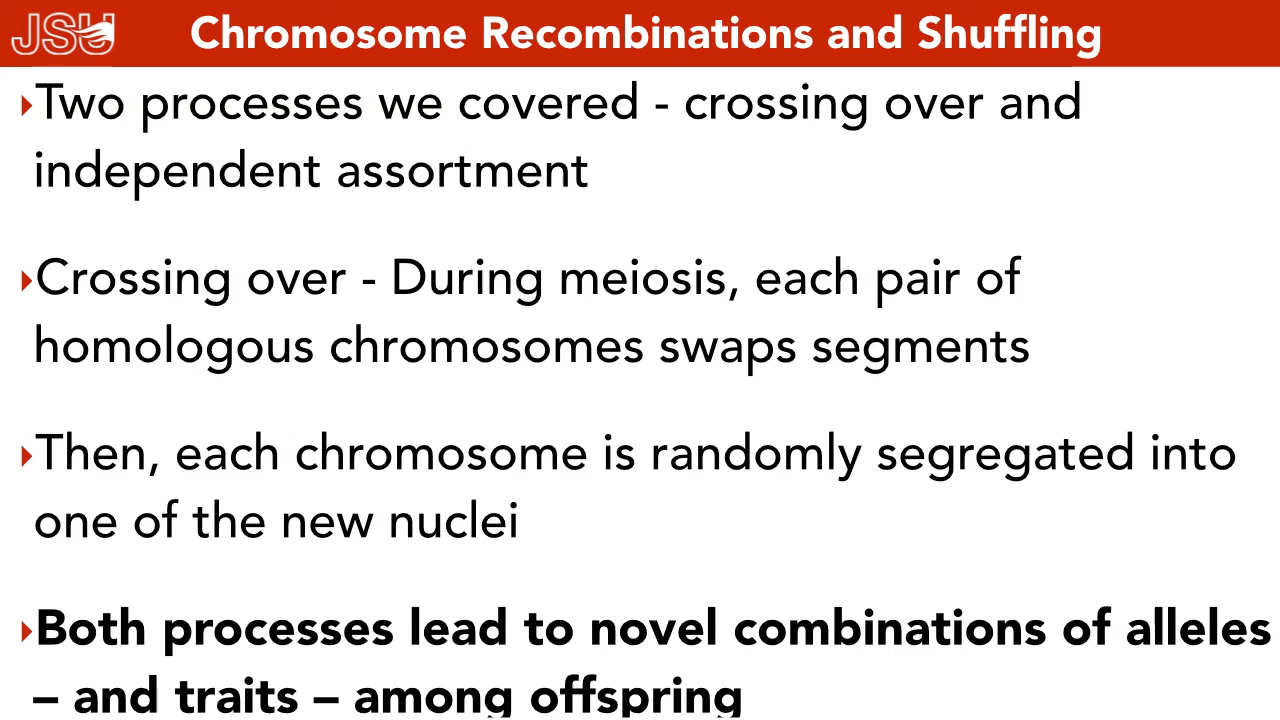 JSU
Chromosome Recombinations and Shuffling
‣Two processes we covered - crossing over and
independent assortment
‣Crossing over - During meiosis, each pair of
homologous chromosomes swaps segments
‣Then, each chromosome is randomly segregated into
one of the new nuclei
‣Both processes lead to novel combinations of alleles
– and traits – among offspring